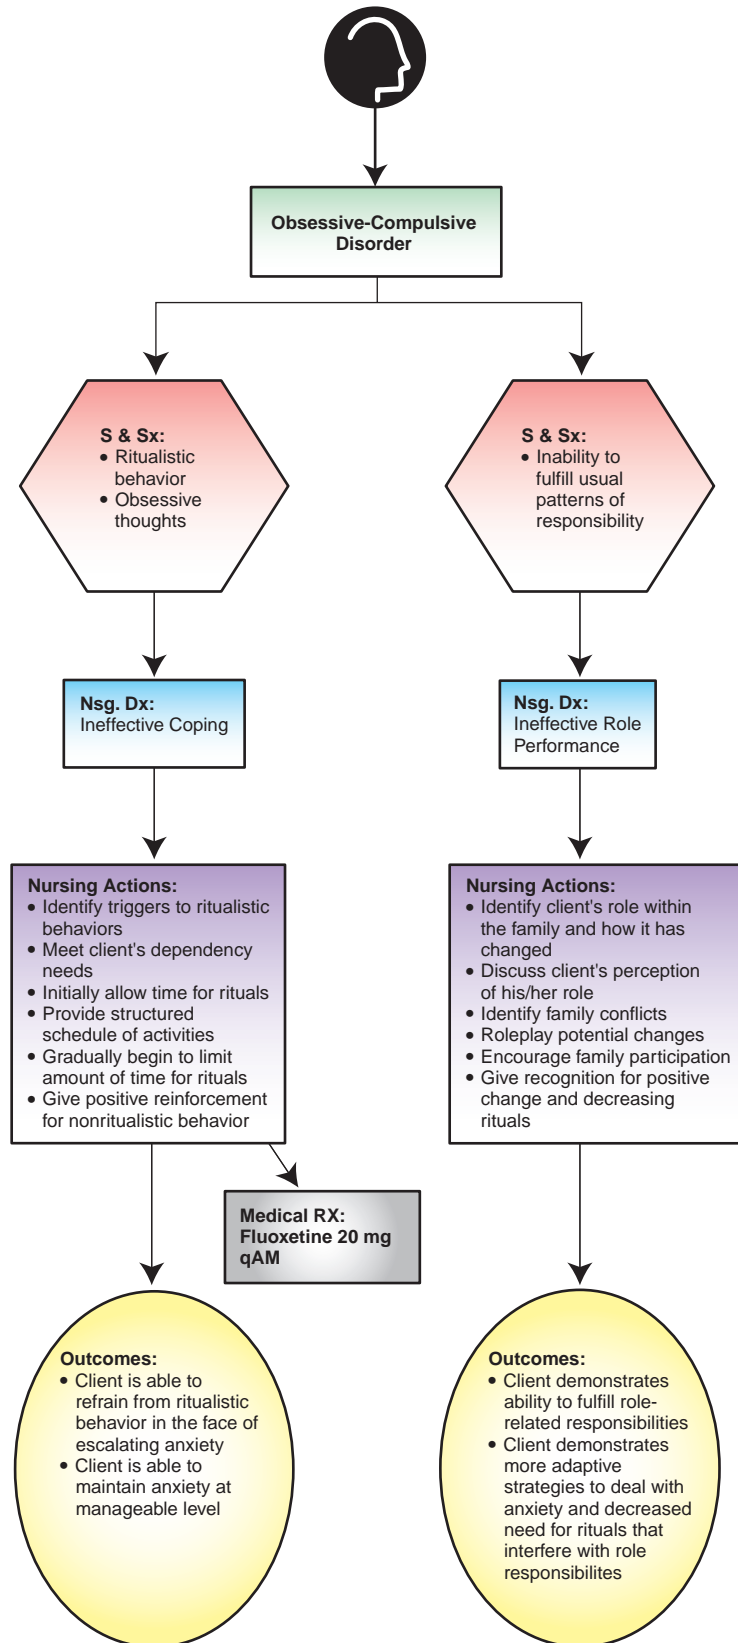 Obsessive-Compulsive
Disorder
S & Sx:
• Ritualistic
behavior
• Obsessive
thoughts
S & Sx:
• Inability to
fulfill usual
patterns of
responsibility
Nsg. Dx:
Ineffective Coping
Nsg. Dx:
Ineffective Role
Performance
Nursing Actions:
• Identify triggers to ritualistic
behaviors
• Meet client's dependency
needs
• Initially allow time for rituals
• Provide structured
schedule of activities
• Gradually begin to limit
amount of time for rituals
• Give positive reinforcement
for nonritualistic behavior
Nursing Actions:
• Identify client's role within
the family and how it has
changed
• Discuss client's perception
of his/her role
• Identify family conflicts
• Roleplay potential changes
• Encourage family participation
• Give recognition for positive
change and decreasing
rituals
Medical RX:
Fluoxetine 20 mg
qAM
Outcomes:
• Client is able to
refrain from ritualistic
behavior in the face of
escalating anxiety
• Client is able to
maintain anxiety at
manageable level
Outcomes:
• Client demonstrates
ability to fulfill role-
related responsibilities
• Client demonstrates
more adaptive
strategies to deal with
anxiety and decreased
need for rituals that
interfere with role
responsibilites